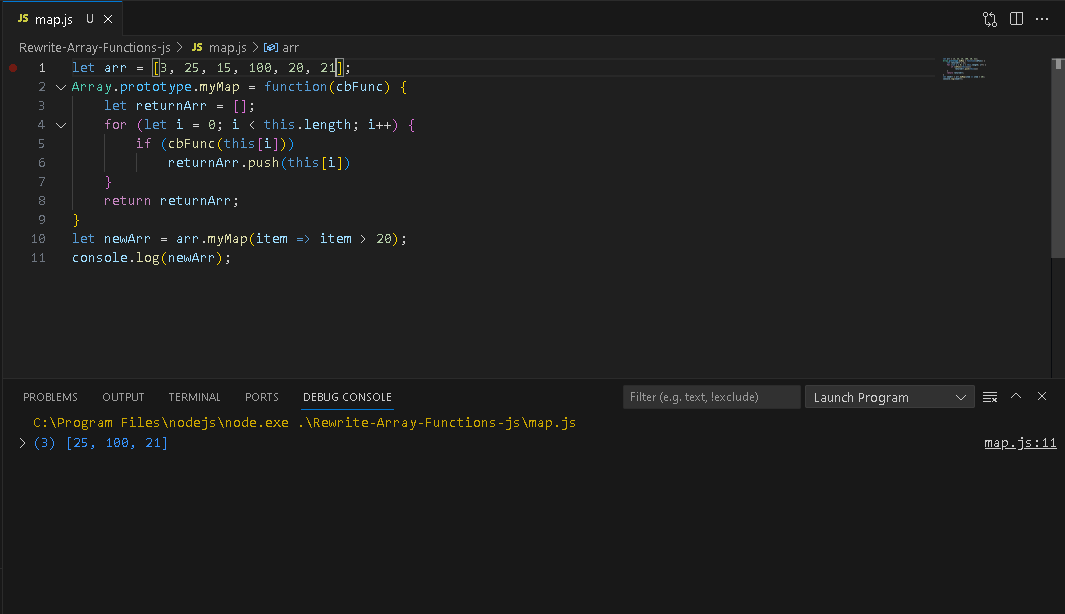 JS map.js U
Rewrite-Array-Functions-js > JS map.js > arr
1 let arr = [3, 25, 15, 100, 20, 21];
2 Array.prototype.myMap = function(cbFunc) {
3 let returnArr = [];
4 for (let i = 0; i < this.length; i++) {
5 if (cbFunc(this[i]))
6 returnArr.push(this[i])
7 }
8 return returnArr;
9 }
10 let newArr = arr.myMap(item => item > 20);
11 console.log(newArr);
PROBLEMS OUTPUT TERMINAL PORTS DEBUG CONSOLE Filter (e.g. text, !exclude) Launch Program
C:\Program Files\nodejs\node.exe .\Rewrite-Array-Functions-js\map.js
> (3) [25, 100, 21] map.js:11